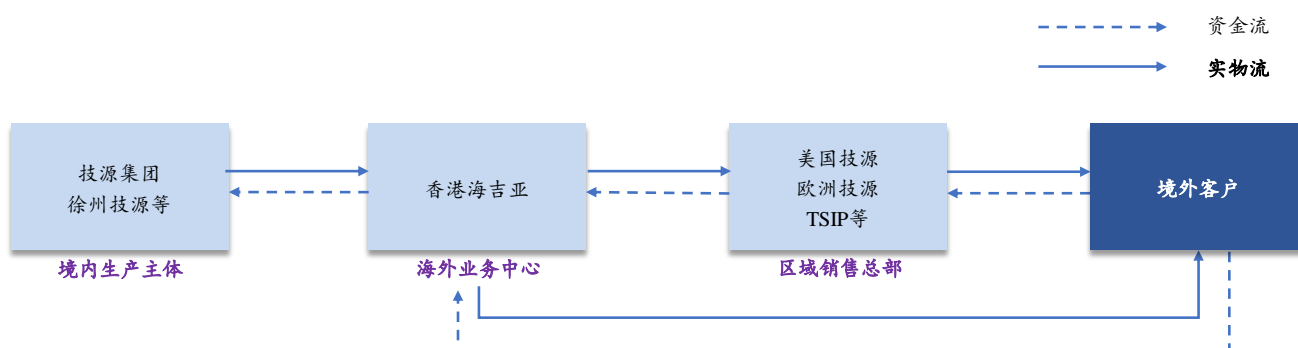 资金流
实物流
技源集团
徐州技源等
香港海吉亚
美国技源
欧洲技源
TSIP等
境外客户
境内生产主体
海外业务中心
区域销售总部